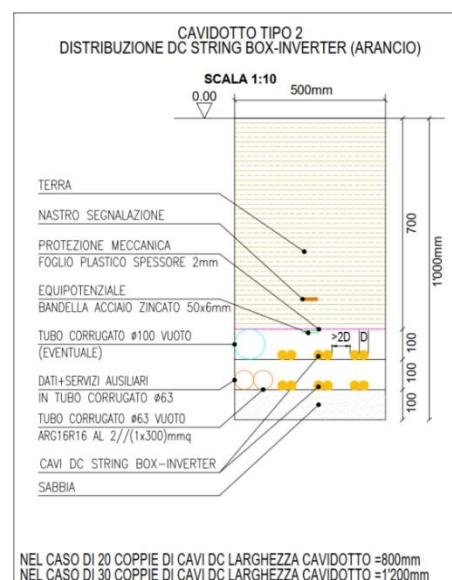 CAVIDOTTO TIPO 2
DISTRIBUZIONE DC STRING BOX-INVERTER (ARANCIO)
SCALA 1:10
0.00
500mm
TERRA
NASTRO SEGNALAZIONE
PROTEZIONE MECCANICA
FOGLIO PLASTICO SPESSORE 2mm
EQUIPOTENZIALE
BANDELLA ACCIAIO ZINCATO 50x6mm
TUBO CORRUGATO ø100 VUOTO
(EVENTUALE)
DATI+SERVIZI AUSILIARI
IN TUBO CORRUGATO ø63
TUBO CORRUGATO ø63 VUOTO
ARG16R16 AL 2//(1x300)mmq
CAVI DC STRING BOX-INVERTER
SABBIA
>2D
D
700
100
100
100
1'000mm
NEL CASO DI 20 COPPIE DI CAVI DC LARGHEZZA CAVIDOTTO =800mm
NEL CASO DI 30 COPPIE DI CAVI DC LARGHEZZA CAVIDOTTO =1'200mm